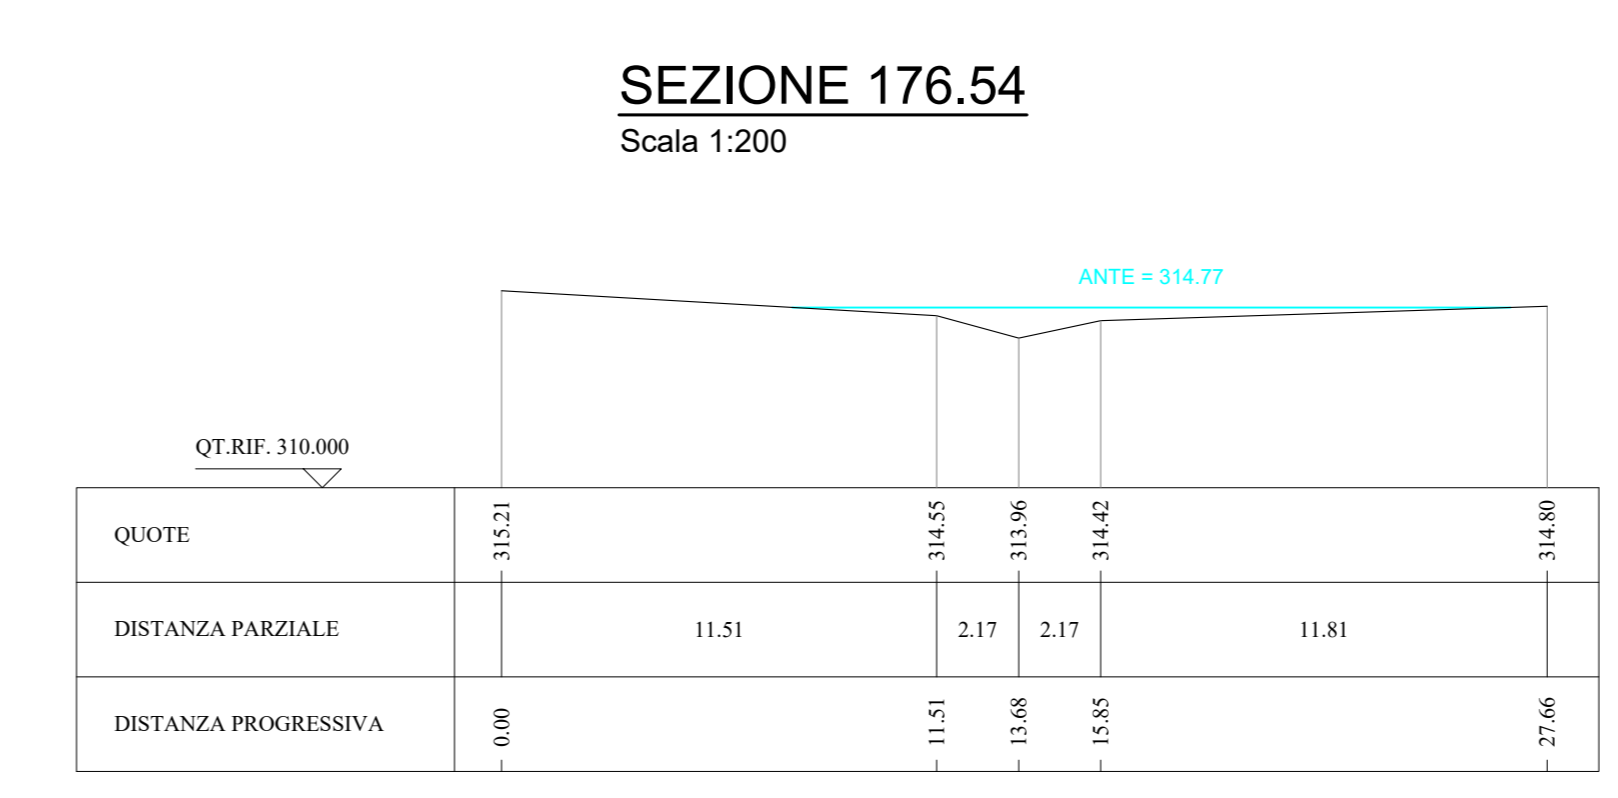 SEZIONE 176.54
Scala 1:200
ANTE = 314.77
QT.RIF. 310.000
QUOTE 315.21 314.55 313.96 314.42 314.80
DISTANZA PARZIALE 11.51 2.17 2.17 11.81
DISTANZA PROGRESSIVA 0.00 11.51 13.68 15.85 27.66